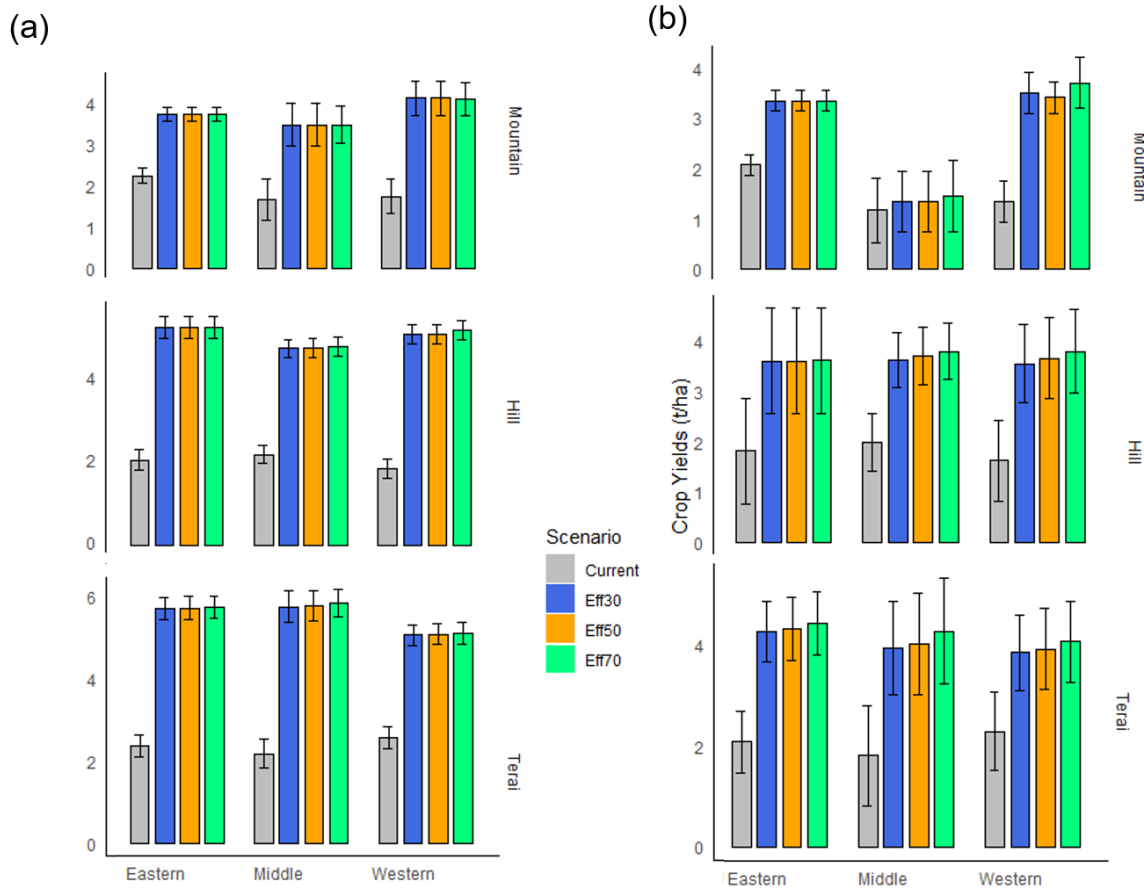 (a)
4
3
2
1
0
Mountain
4
2
0
Hill
6
4
2
0
Terai
Eastern Middle Western
Scenario
Current
Eff30
Eff50
Eff70
(b)
4
3
2
1
0
Mountain
Crop Yields (t/ha)
4
3
2
1
0
Hill
4
2
0
Terai
Eastern Middle Western